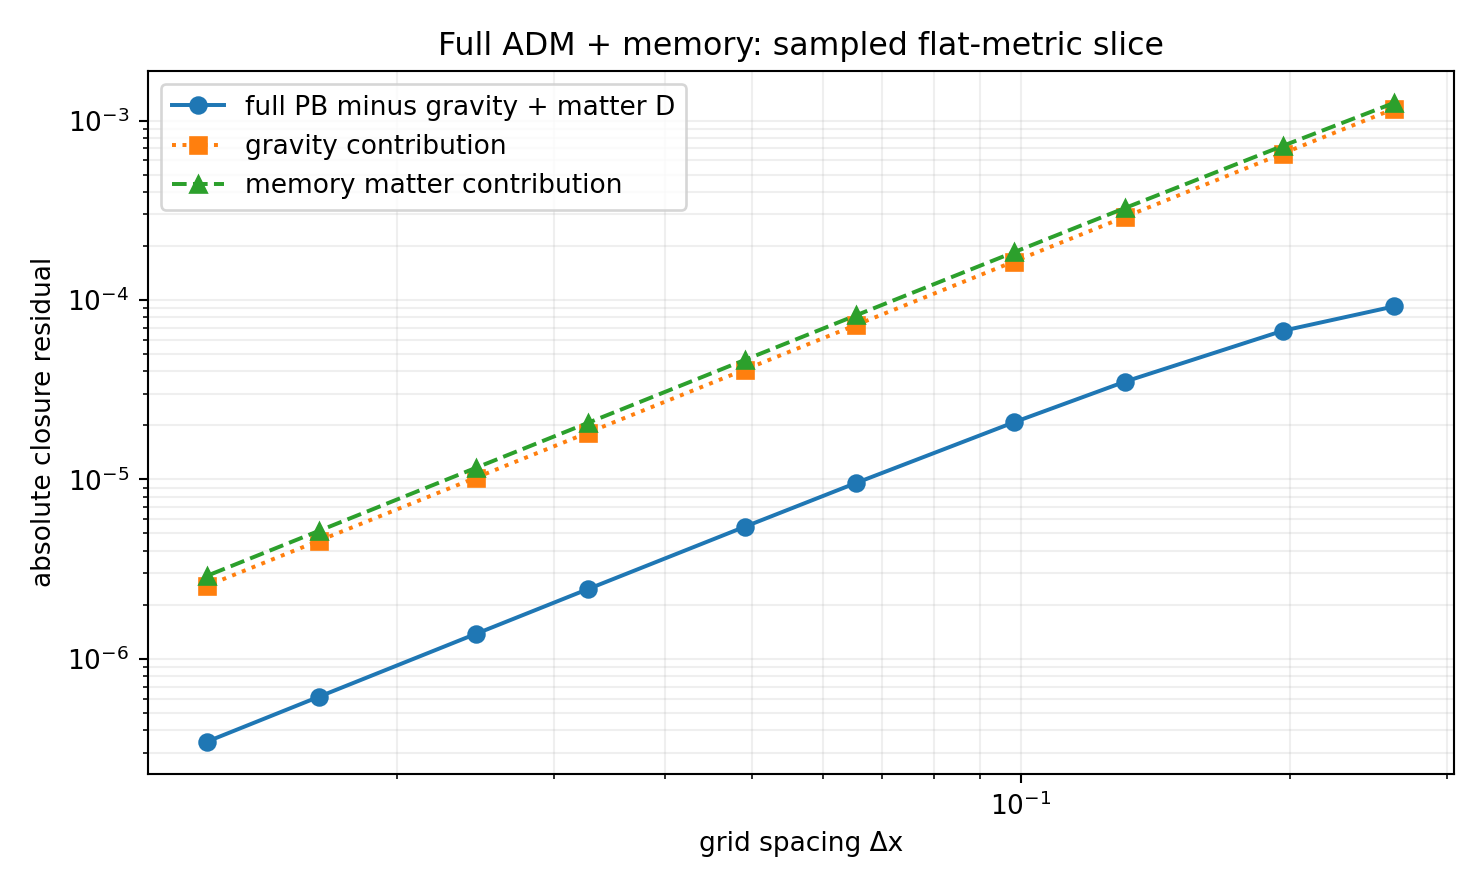 Full ADM + memory: sampled flat-metric slice
full PB minus gravity + matter D
gravity contribution
memory matter contribution
absolute closure residual
10⁻³
10⁻⁴
10⁻⁵
10⁻⁶
10⁻¹
grid spacing Δx